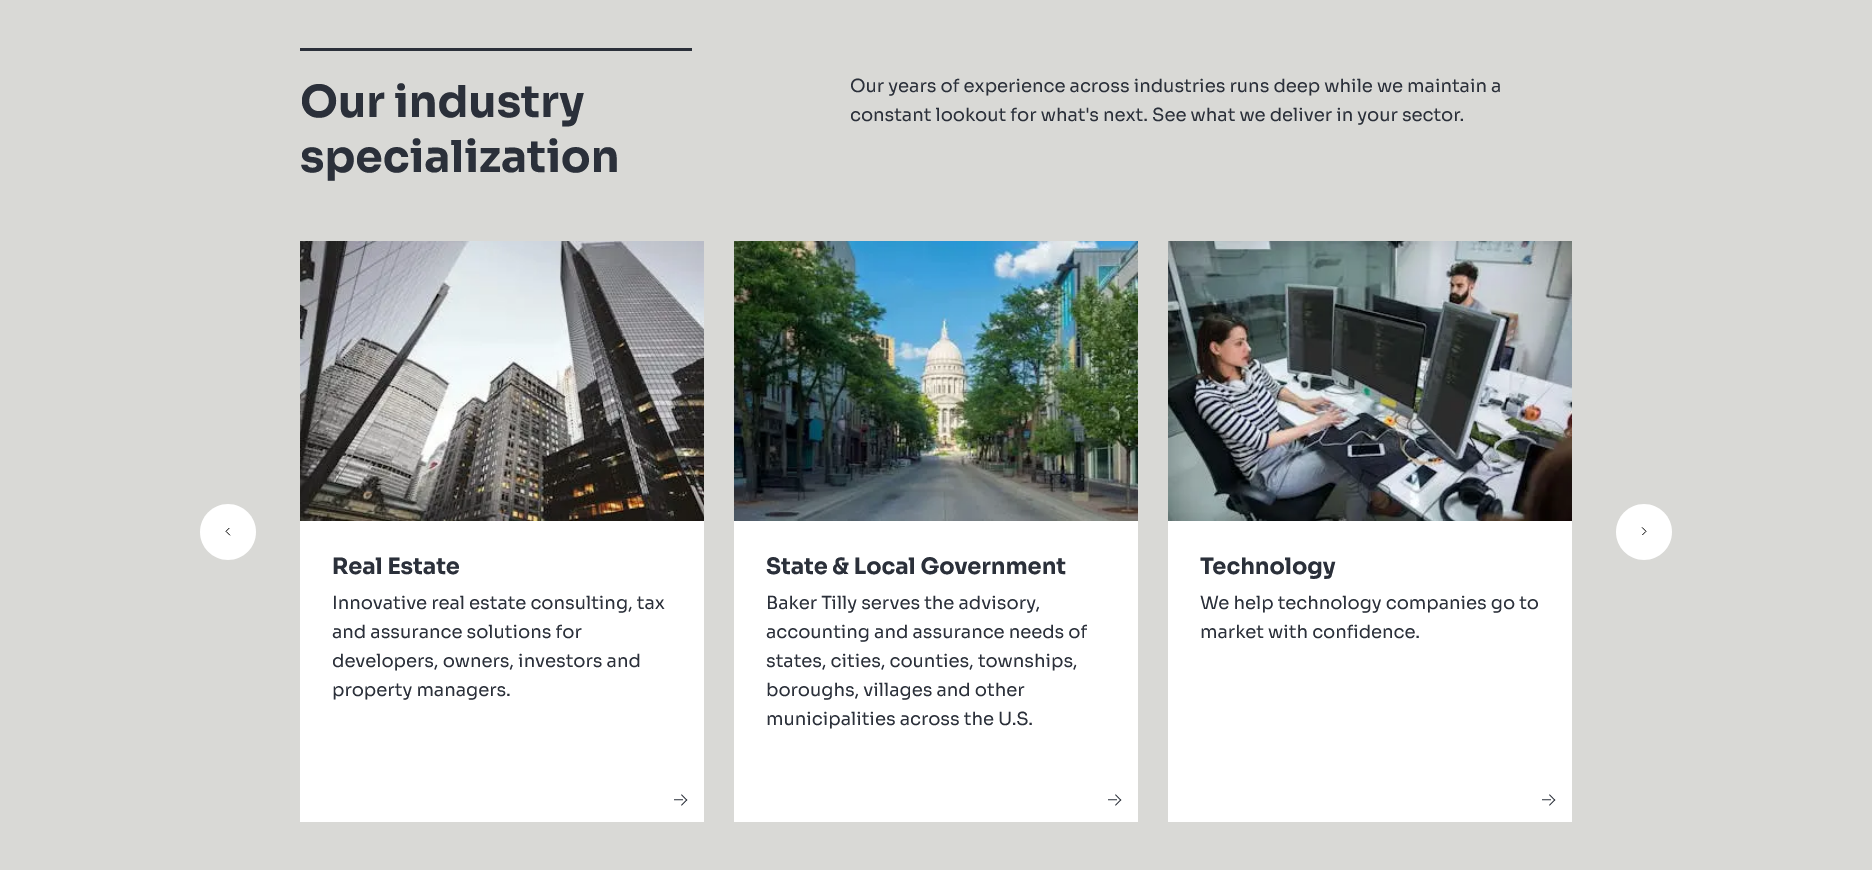 Our industry
specialization
Our years of experience across industries runs deep while we maintain a
constant lookout for what's next. See what we deliver in your sector.
Real Estate
Innovative real estate consulting, tax
and assurance solutions for
developers, owners, investors and
property managers.
State & Local Government
Baker Tilly serves the advisory,
accounting and assurance needs of
states, cities, counties, townships,
boroughs, villages and other
municipalities across the U.S.
Technology
We help technology companies go to
market with confidence.